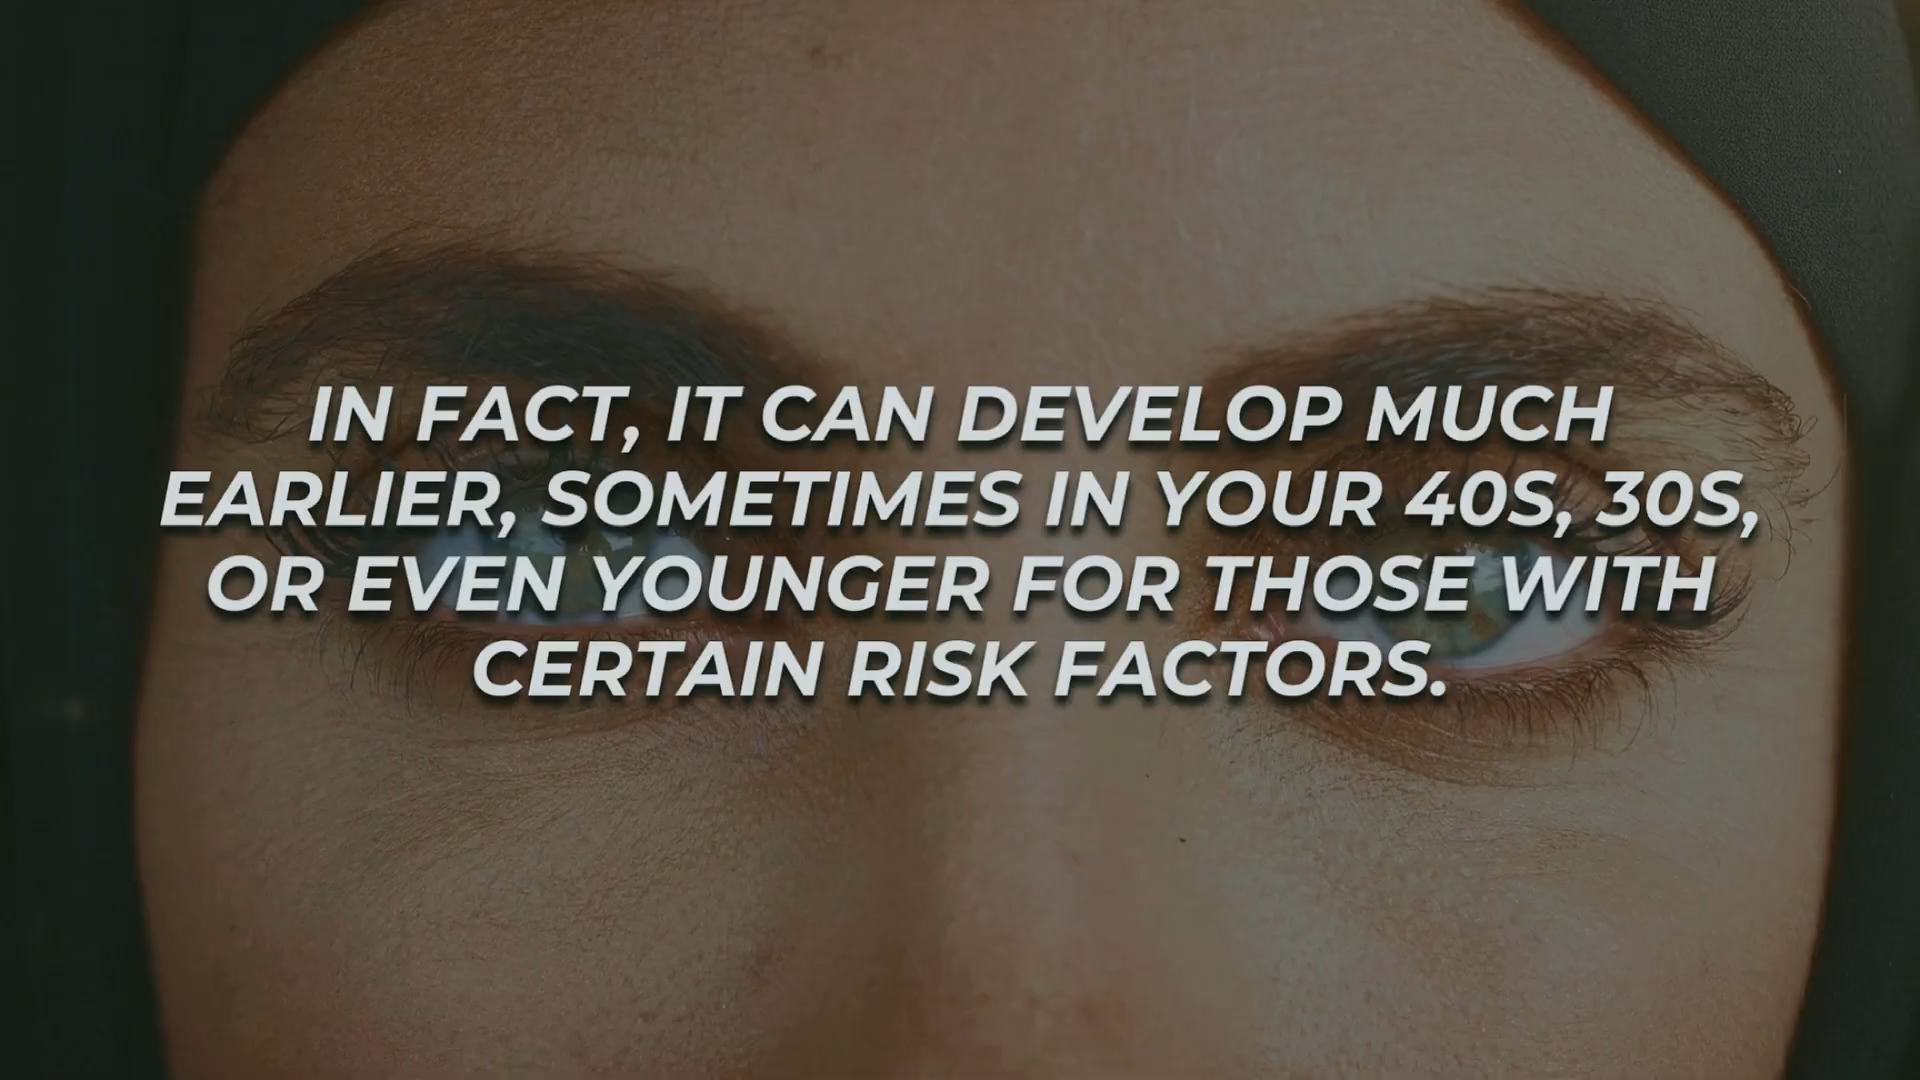 IN FACT, IT CAN DEVELOP MUCH
EARLIER, SOMETIMES IN YOUR 40S, 30S,
OR EVEN YOUNGER FOR THOSE WITH
CERTAIN RISK FACTORS.